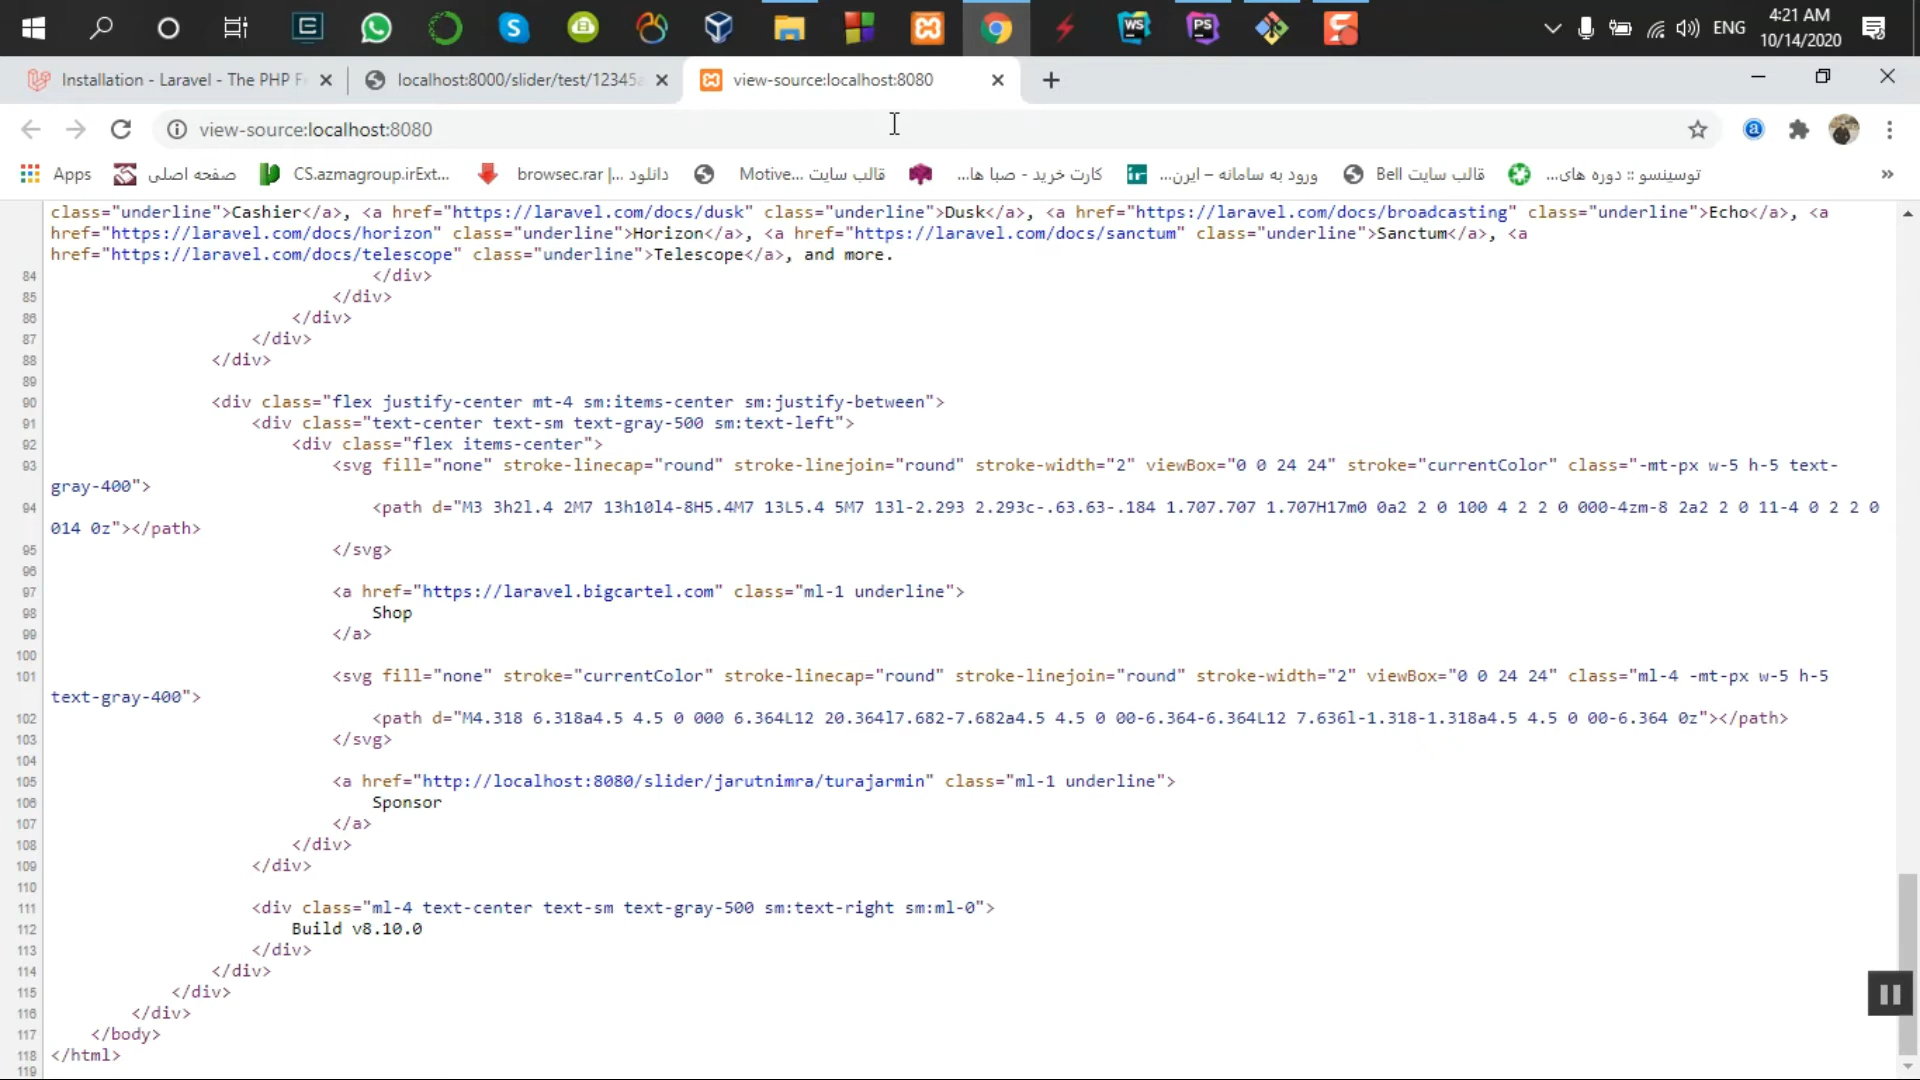 ENG
4:21 AM
10/14/2020
Installation - Laravel - The PHP Fr
localhost:8000/slider/test/12345a
view-source:localhost:8080
view-source:localhost:8080
Apps
صفحه اصلی
CS.azmagroup.irExt...
دانلود ...| browsec.rar
قالب سایت ...Motive
کارت خرید - صبا ها...
ورود به سامانه – ایرن...
قالب سایت Bell
توسینسو :: دوره های...
class="underline">Cashier</a>, <a href="https://laravel.com/docs/dusk" class="underline">Dusk</a>, <a href="https://laravel.com/docs/broadcasting" class="underline">Echo</a>, <a
href="https://laravel.com/docs/horizon" class="underline">Horizon</a>, <a href="https://laravel.com/docs/sanctum" class="underline">Sanctum</a>, <a
href="https://laravel.com/docs/telescope" class="underline">Telescope</a>, and more.
84 </div>
85 </div>
86 </div>
87 </div>
88 </div>
89
90 <div class="flex justify-center mt-4 sm:items-center sm:justify-between">
91 <div class="text-center text-sm text-gray-500 sm:text-left">
92 <div class="flex items-center">
93 <svg fill="none" stroke-linecap="round" stroke-linejoin="round" stroke-width="2" viewBox="0 0 24 24" stroke="currentColor" class="-mt-px w-5 h-5 text-
gray-400">
94 <path d="M3 3h2l.4 2M7 13h10l4-8H5.4M7 13L5.4 5M7 13l-2.293 2.293c-.63.63-.184 1.707.707 1.707H17m0 0a2 2 0 100 4 2 2 0 000-4zm-8 2a2 2 0 11-4 0 2 2 0
014 0z"></path>
95 </svg>
96
97 <a href="https://laravel.bigcartel.com" class="ml-1 underline">
98 Shop
99 </a>
100
101 <svg fill="none" stroke="currentColor" stroke-linecap="round" stroke-linejoin="round" stroke-width="2" viewBox="0 0 24 24" class="ml-4 -mt-px w-5 h-5
text-gray-400">
102 <path d="M4.318 6.318a4.5 4.5 0 000 6.364L12 20.364l7.682-7.682a4.5 4.5 0 00-6.364-6.364L12 7.636l-1.318-1.318a4.5 4.5 0 00-6.364 0z"></path>
103 </svg>
104
105 <a href="http://localhost:8080/slider/jarutnimra/turajarmin" class="ml-1 underline">
106 Sponsor
107 </a>
108 </div>
109 </div>
110
111 <div class="ml-4 text-center text-sm text-gray-500 sm:text-right sm:ml-0">
112 Build v8.10.0
113 </div>
114 </div>
115 </div>
116 </div>
117 </body>
118 </html>
119